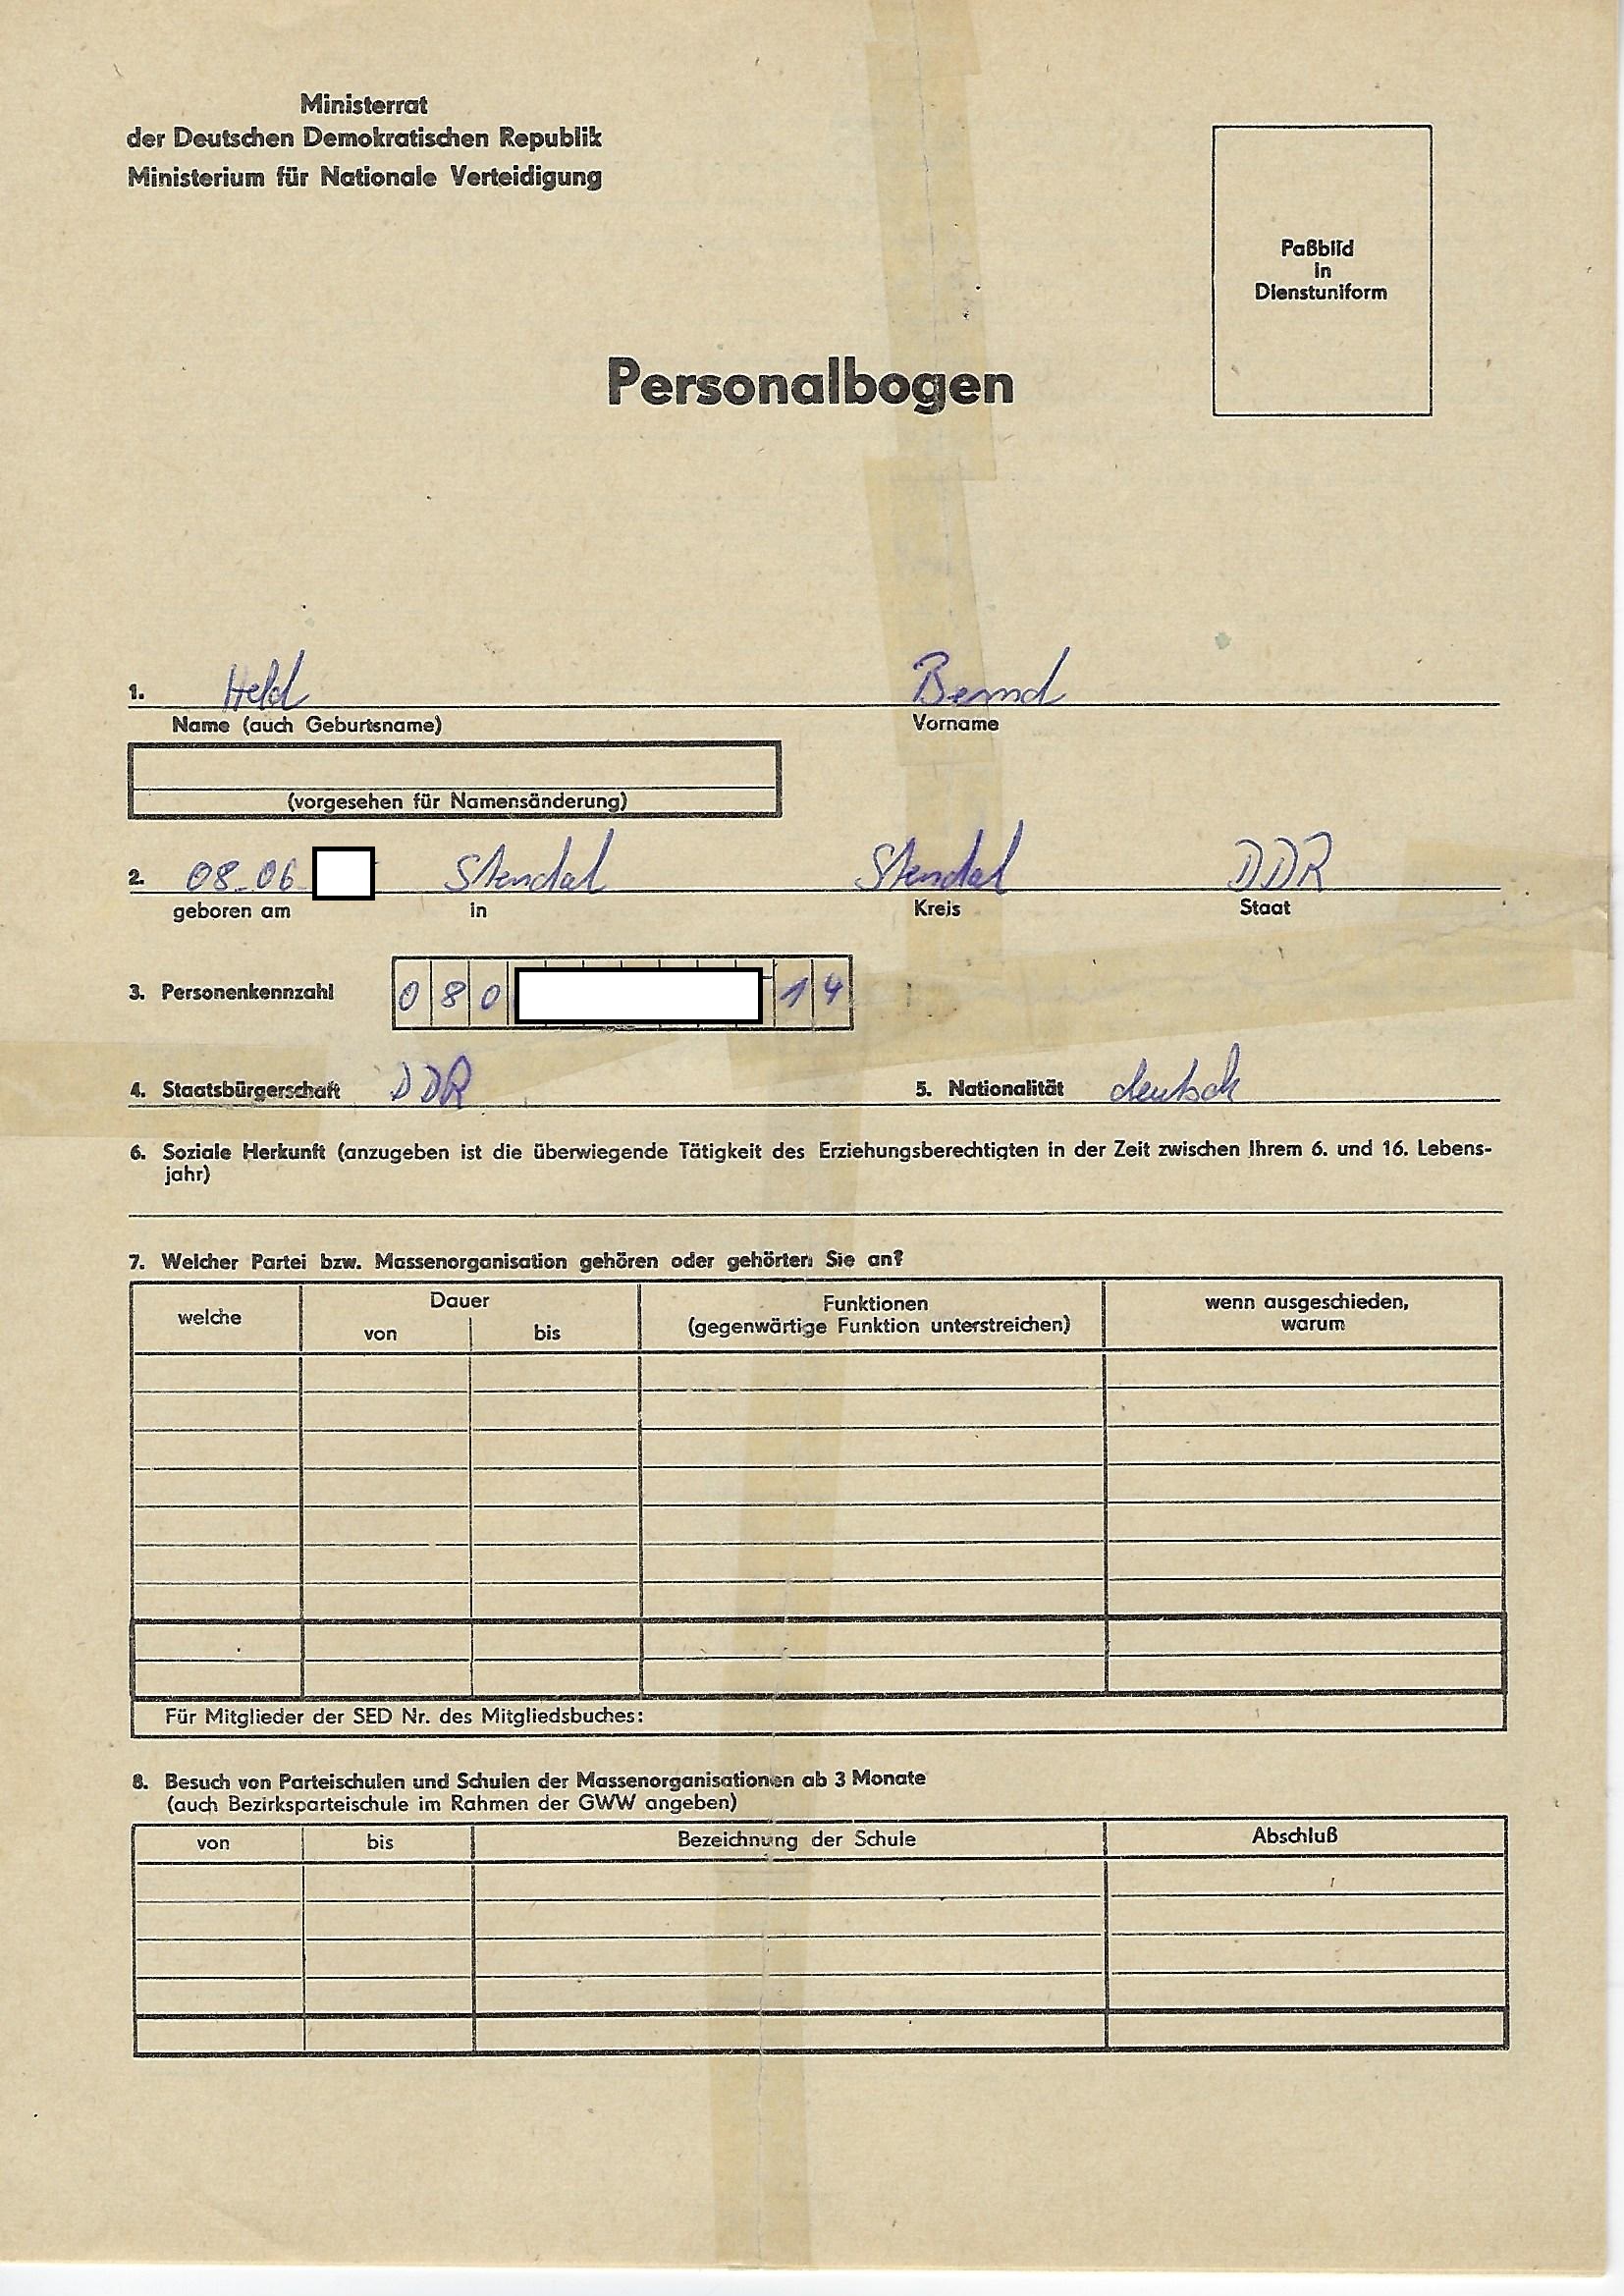 Ministerrat
der Deutschen Demokratischen Republik
Ministerium für Nationale Verteidigung
Paßbild
in
Dienstuniform
Personalbogen
1. Held Bernd
Name (auch Geburtsname) Vorname
(vorgesehen für Namensänderung)
2. 08.06. Stendal Stendal DDR
geboren am in Kreis Staat
3. Personenkennzahl 0 8 0 1 4
4. Staatsbürgerschaft DDR 5. Nationalität deutsch
6. Soziale Herkunft (anzugeben ist die überwiegende Tätigkeit des Erziehungsberechtigten in der Zeit zwischen Ihrem 6. und 16. Lebens-
jahr)
7. Welcher Partei bzw. Massenorganisation gehören oder gehörten Sie an?
welche Dauer Funktionen wenn ausgeschieden,
von bis (gegenwärtige Funktion unterstreichen) warum
Für Mitglieder der SED Nr. des Mitgliedsbuches:
8. Besuch von Parteischulen und Schulen der Massenorganisationen ab 3 Monate
(auch Bezirksparteischule im Rahmen der GWW angeben)
von bis Bezeichnung der Schule Abschluß